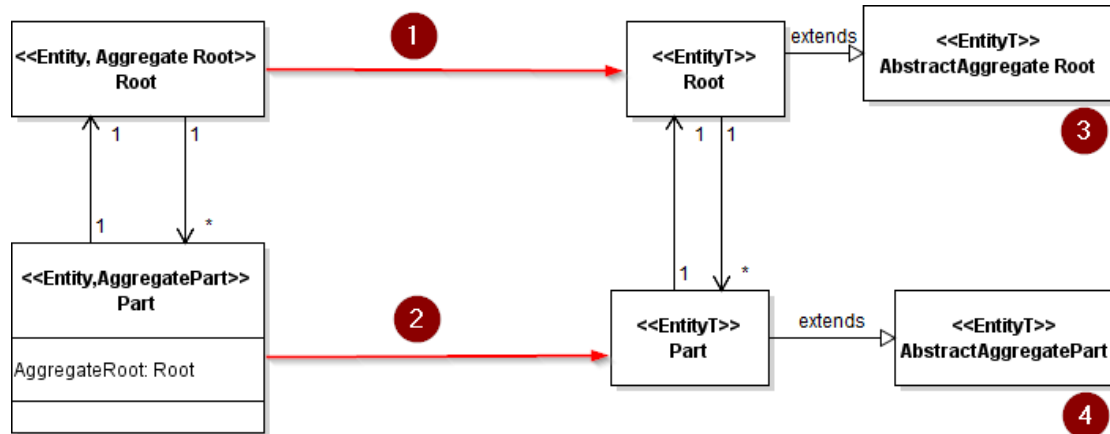 <<Entity, Aggregate Root>>
Root
1
<<EntityT>>
Root
extends
<<EntityT>>
AbstractAggregate Root
3
1
1
1
1
1
*
1
*
<<Entity,AggregatePart>>
Part
AggregateRoot: Root
2
<<EntityT>>
Part
extends
<<EntityT>>
AbstractAggregatePart
4